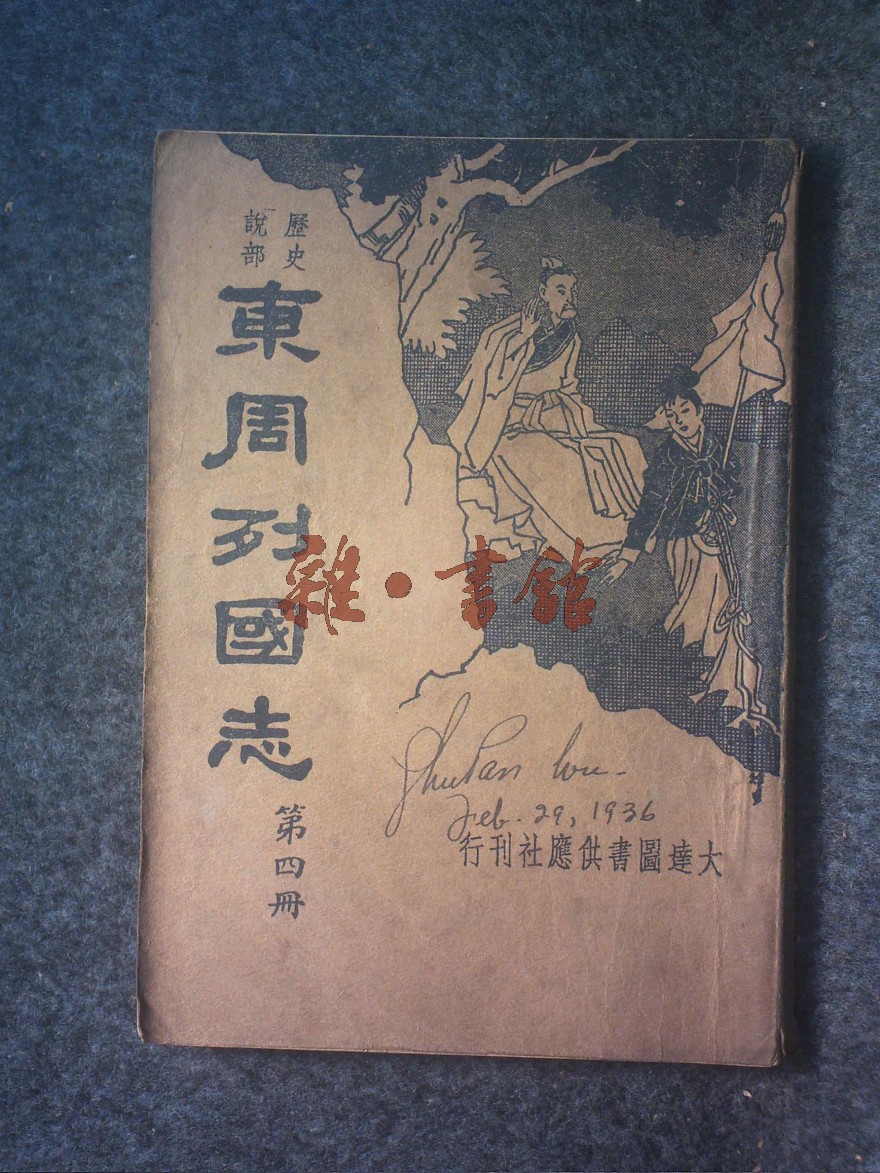 歷史
說部
東周列國志
第四冊
雜·書館
Feb. 29, 1936
大達圖書供應社刊行